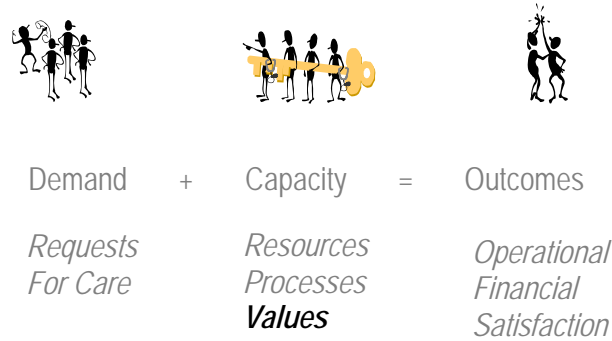 Demand + Capacity = Outcomes
Requests
For Care
Resources
Processes
Values
Operational
Financial
Satisfaction